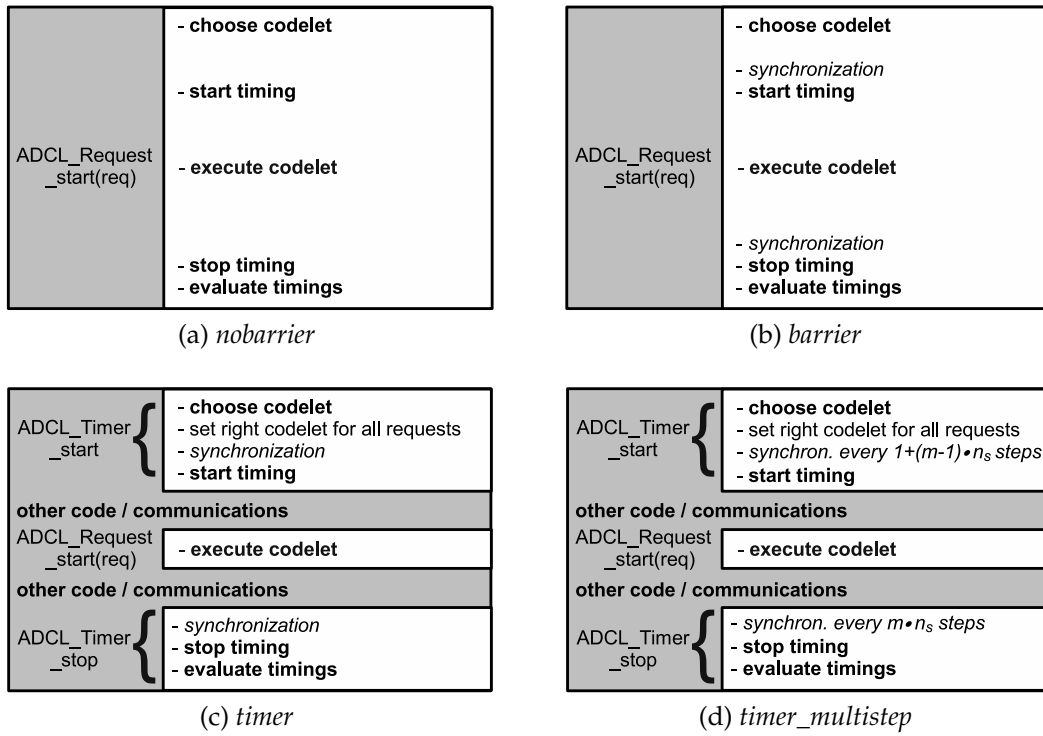 - choose codelet
- start timing
ADCL_Request
_start(req)
- execute codelet
- stop timing
- evaluate timings
(a) nobarrier
- choose codelet
- synchronization
- start timing
ADCL_Request
_start(req)
- execute codelet
- synchronization
- stop timing
- evaluate timings
(b) barrier
ADCL_Timer
_start
{
- choose codelet
- set right codelet for all requests
- synchronization
- start timing
other code / communications
ADCL_Request
_start(req)
- execute codelet
other code / communications
ADCL_Timer
_stop
{
- synchronization
- stop timing
- evaluate timings
(c) timer
ADCL_Timer
_start
{
- choose codelet
- set right codelet for all requests
- synchron. every 1+(m-1)•nₛ steps
- start timing
other code / communications
ADCL_Request
_start(req)
- execute codelet
other code / communications
ADCL_Timer
_stop
{
- synchron. every m•nₛ steps
- stop timing
- evaluate timings
(d) timer_multistep